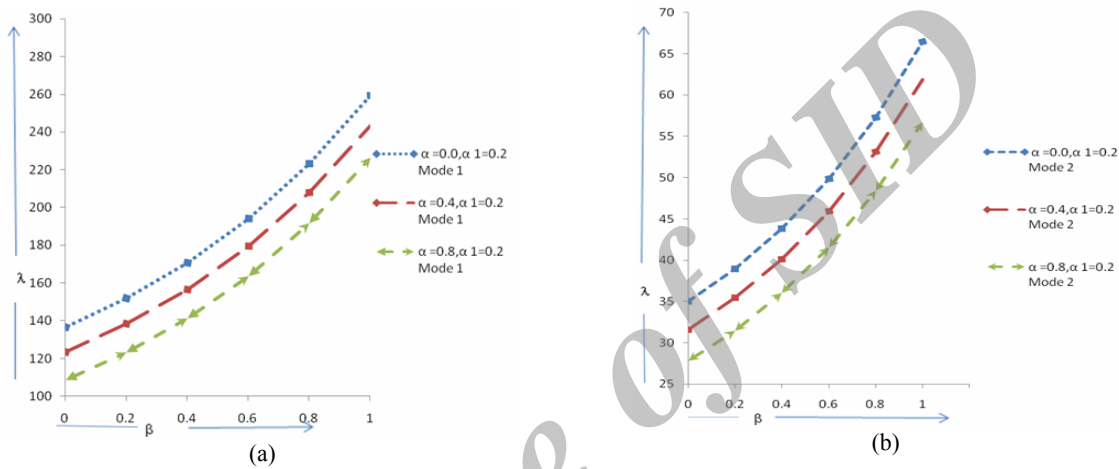 300
280
260
240
220
200
180
160
140
120
100
λ
0 0.2 0.4 0.6 0.8 1
β
α =0.0,α 1=0.2
Mode 1
α =0.4,α 1=0.2
Mode 1
α =0.8,α 1=0.2
Mode 1
(a)
70
65
60
55
50
45
40
35
30
25
λ
0 0.2 0.4 0.6 0.8 1
β
α =0.0,α 1=0.2
Mode 2
α =0.4,α 1=0.2
Mode 2
α =0.8,α 1=0.2
Mode 2
(b)
e of SID